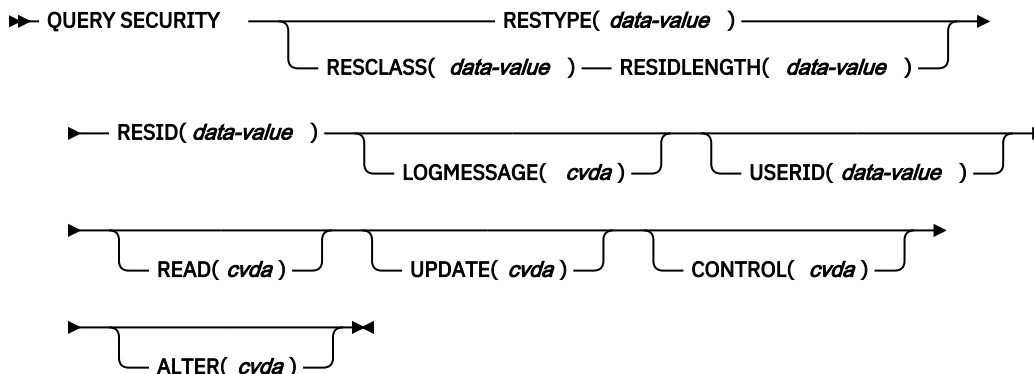 QUERY SECURITY RESTYPE( data-value )
RESCLASS( data-value ) RESIDLENGTH( data-value )
RESID( data-value )
LOGMESSAGE( cvda ) USERID( data-value )
READ( cvda ) UPDATE( cvda ) CONTROL( cvda )
ALTER( cvda )